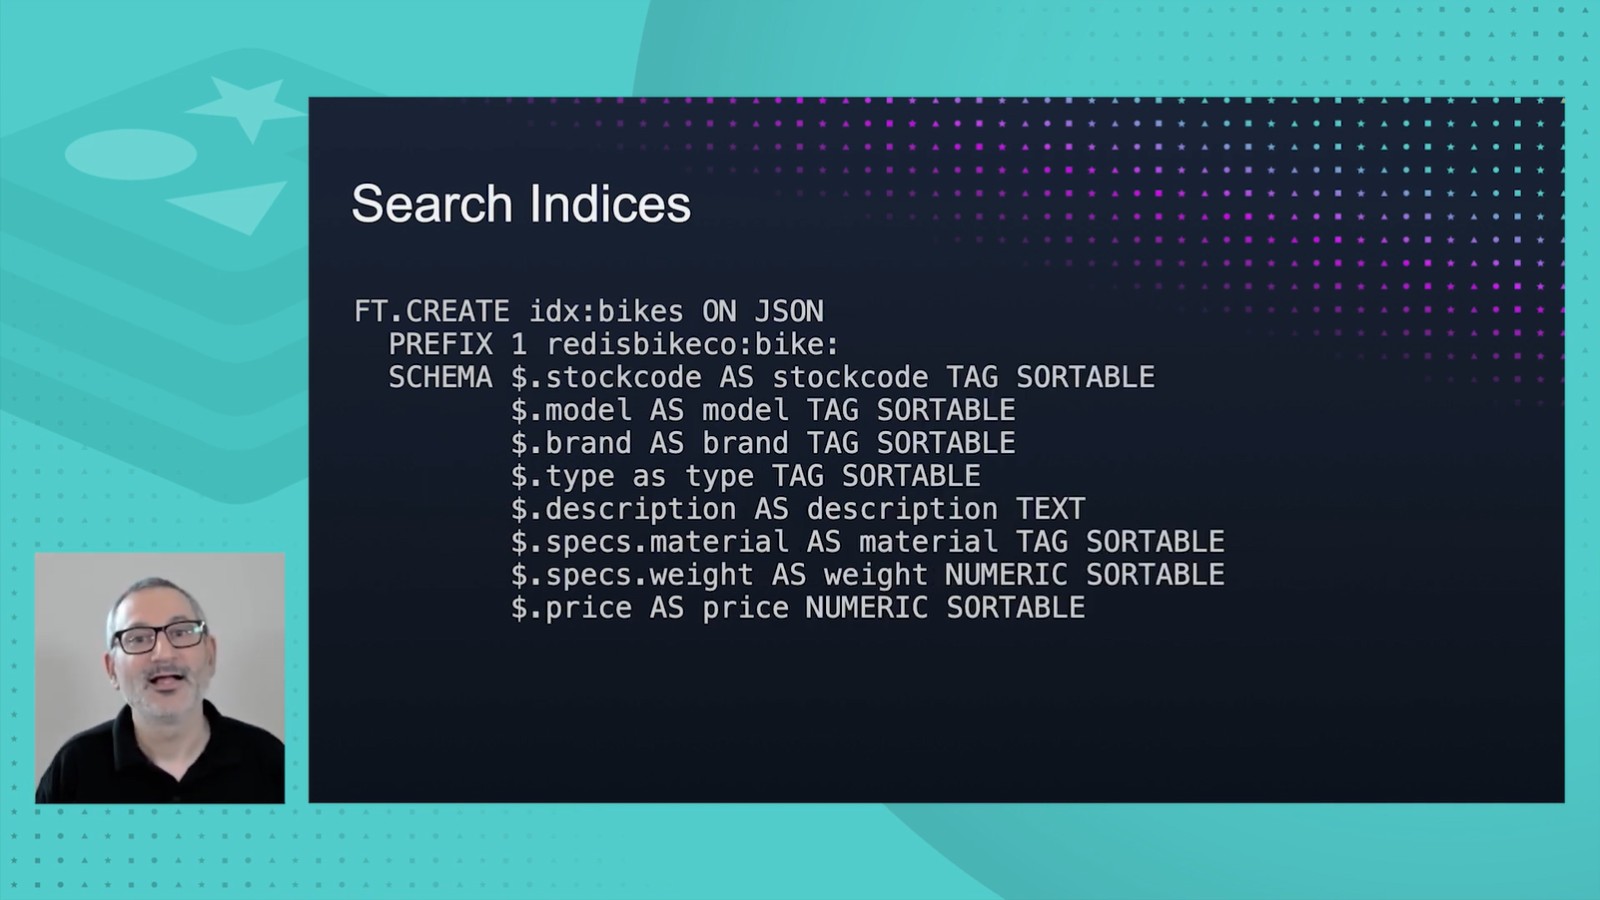 Search Indices
FT.CREATE idx:bikes ON JSON
PREFIX 1 redisbikeco:bike:
SCHEMA $.stockcode AS stockcode TAG SORTABLE
$.model AS model TAG SORTABLE
$.brand AS brand TAG SORTABLE
$.type as type TAG SORTABLE
$.description AS description TEXT
$.specs.material AS material TAG SORTABLE
$.specs.weight AS weight NUMERIC SORTABLE
$.price AS price NUMERIC SORTABLE